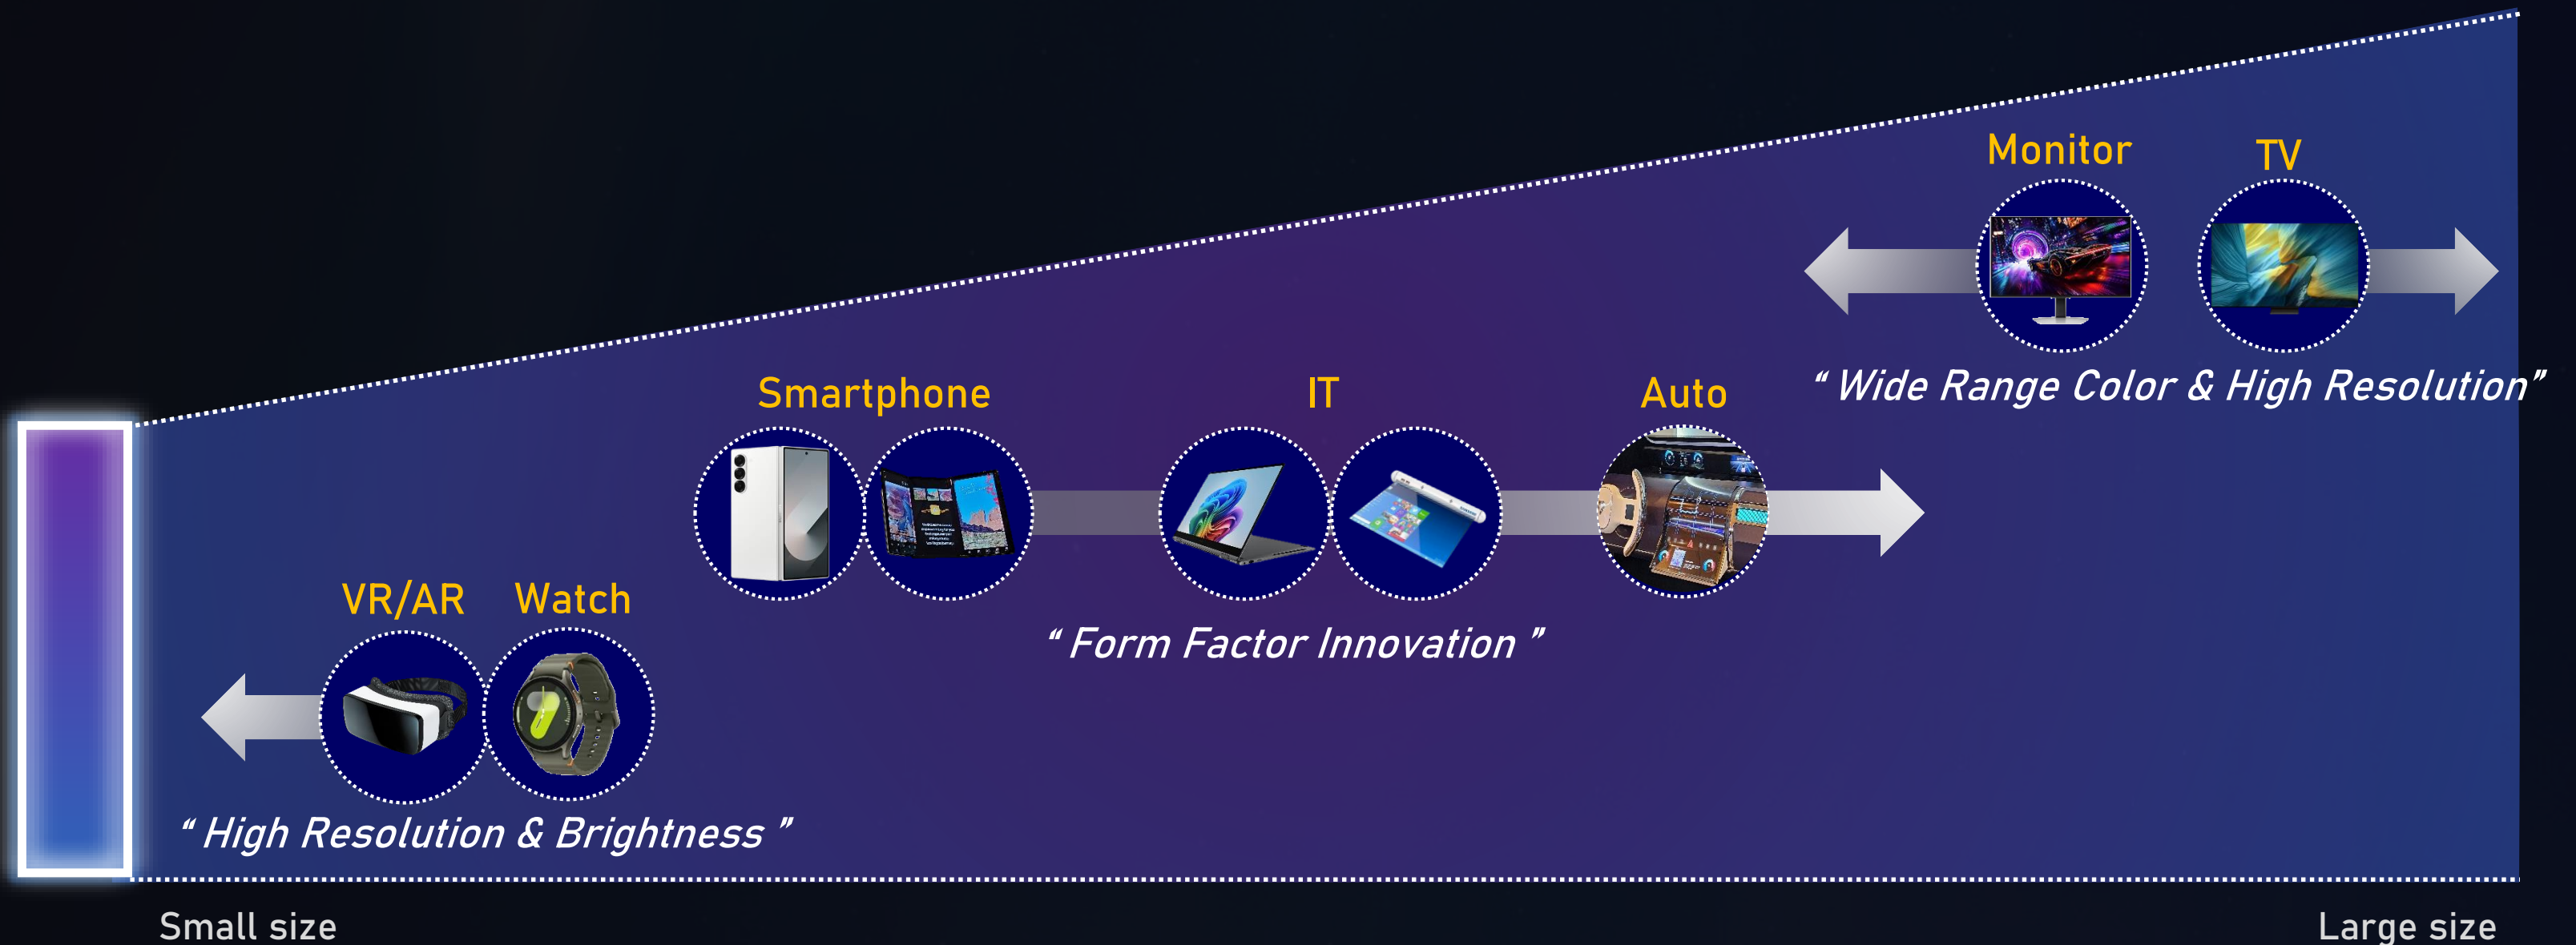 Monitor
TV
“ Wide Range Color & High Resolution”
Smartphone
IT
Auto
“ Form Factor Innovation ”
VR/AR
Watch
“ High Resolution & Brightness ”
Small size
Large size